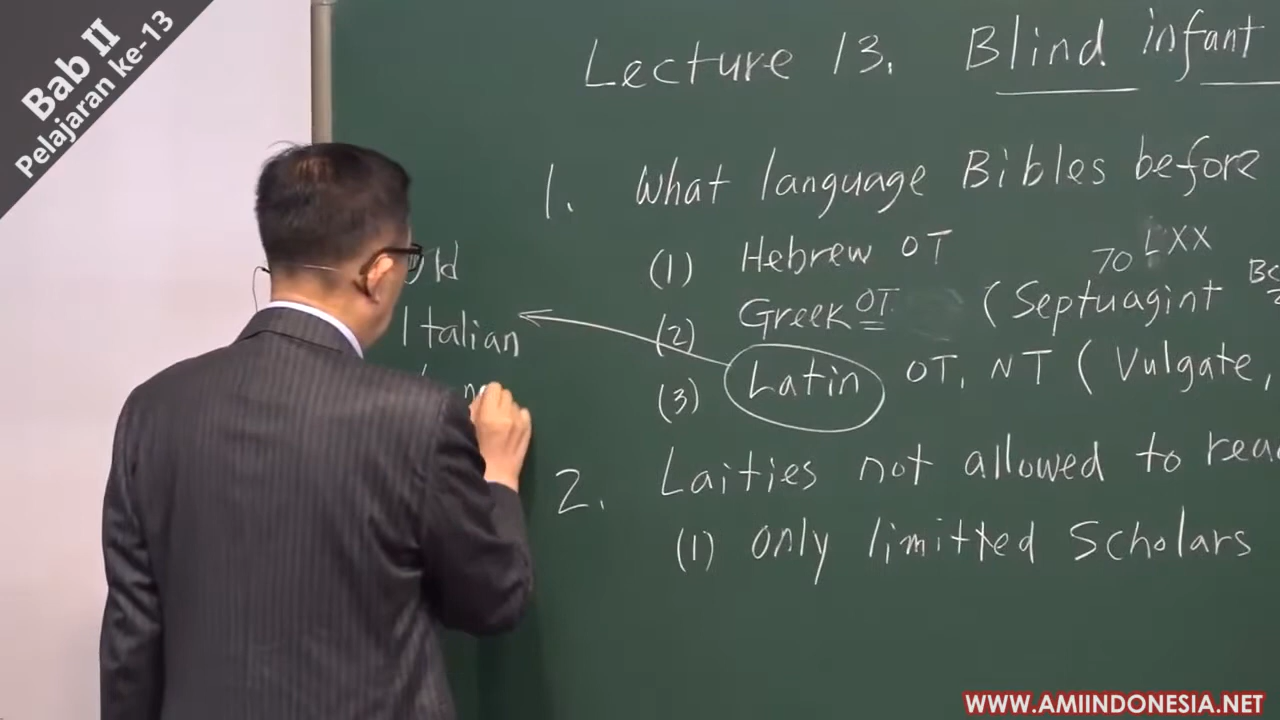 Bab II
Pelajaran ke-13
Lecture 13. Blind infant
1. What language Bibles before
(1) Hebrew OT
70 LXX
(2) Greek OT (Septuagint BC
(3) Latin OT, NT (Vulgate,
old
Italian
2. Laities not allowed to read
(1) only limitted Scholars
WWW.AMIINDONESIA.NET